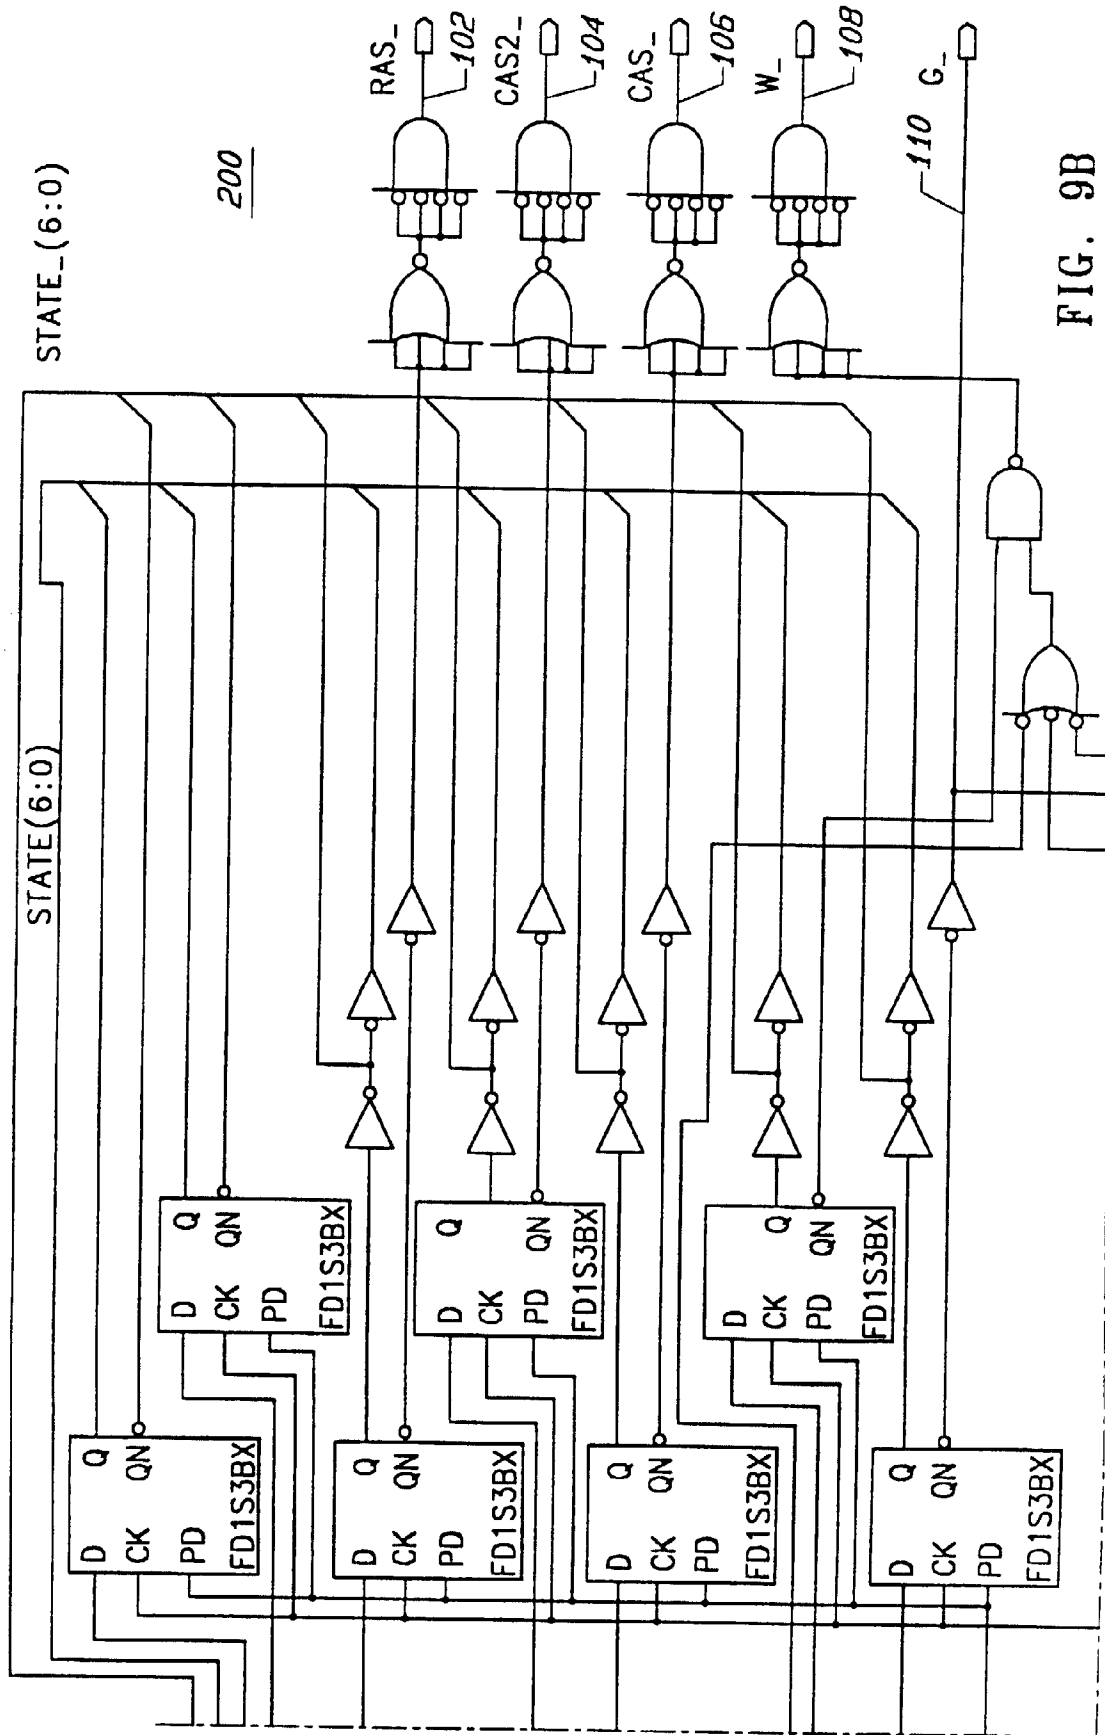 STATE_(6:0)
STATE(6:0)
200
RAS_
102
CAS2_
104
CAS_
106
W_
108
110
G_
D Q
CK QN
PD
FD1S3BX
D Q
CK QN
PD
FD1S3BX
D Q
CK QN
PD
FD1S3BX
D Q
CK QN
PD
FD1S3BX
D Q
CK QN
PD
FD1S3BX
D Q
CK QN
PD
FD1S3BX
D Q
CK QN
PD
FD1S3BX
FIG. 9B